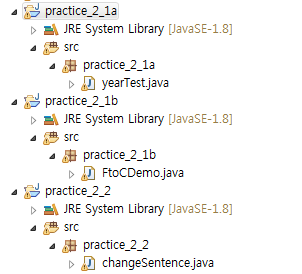 practice_2_1a
JRE System Library [JavaSE-1.8]
src
practice_2_1a
yearTest.java
practice_2_1b
JRE System Library [JavaSE-1.8]
src
practice_2_1b
FtoCDemo.java
practice_2_2
JRE System Library [JavaSE-1.8]
src
practice_2_2
changeSentence.java